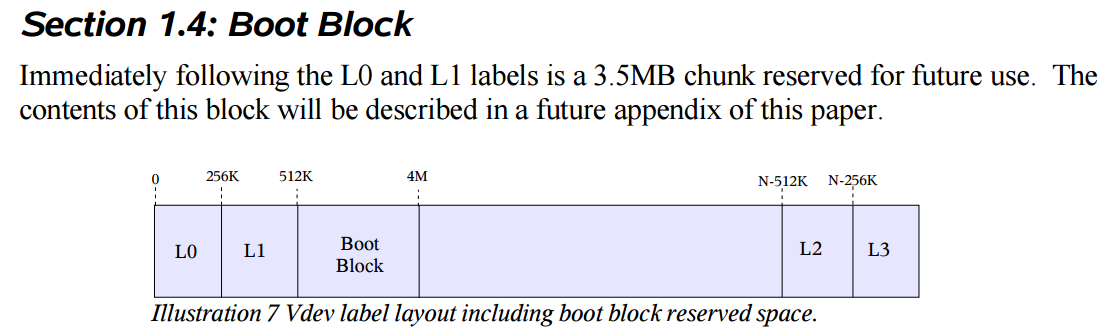 Section 1.4: Boot Block
Immediately following the L0 and L1 labels is a 3.5MB chunk reserved for future use. The
contents of this block will be described in a future appendix of this paper.
0 256K 512K 4M N-512K N-256K
L0 L1 Boot Block L2 L3
Illustration 7 Vdev label layout including boot block reserved space.